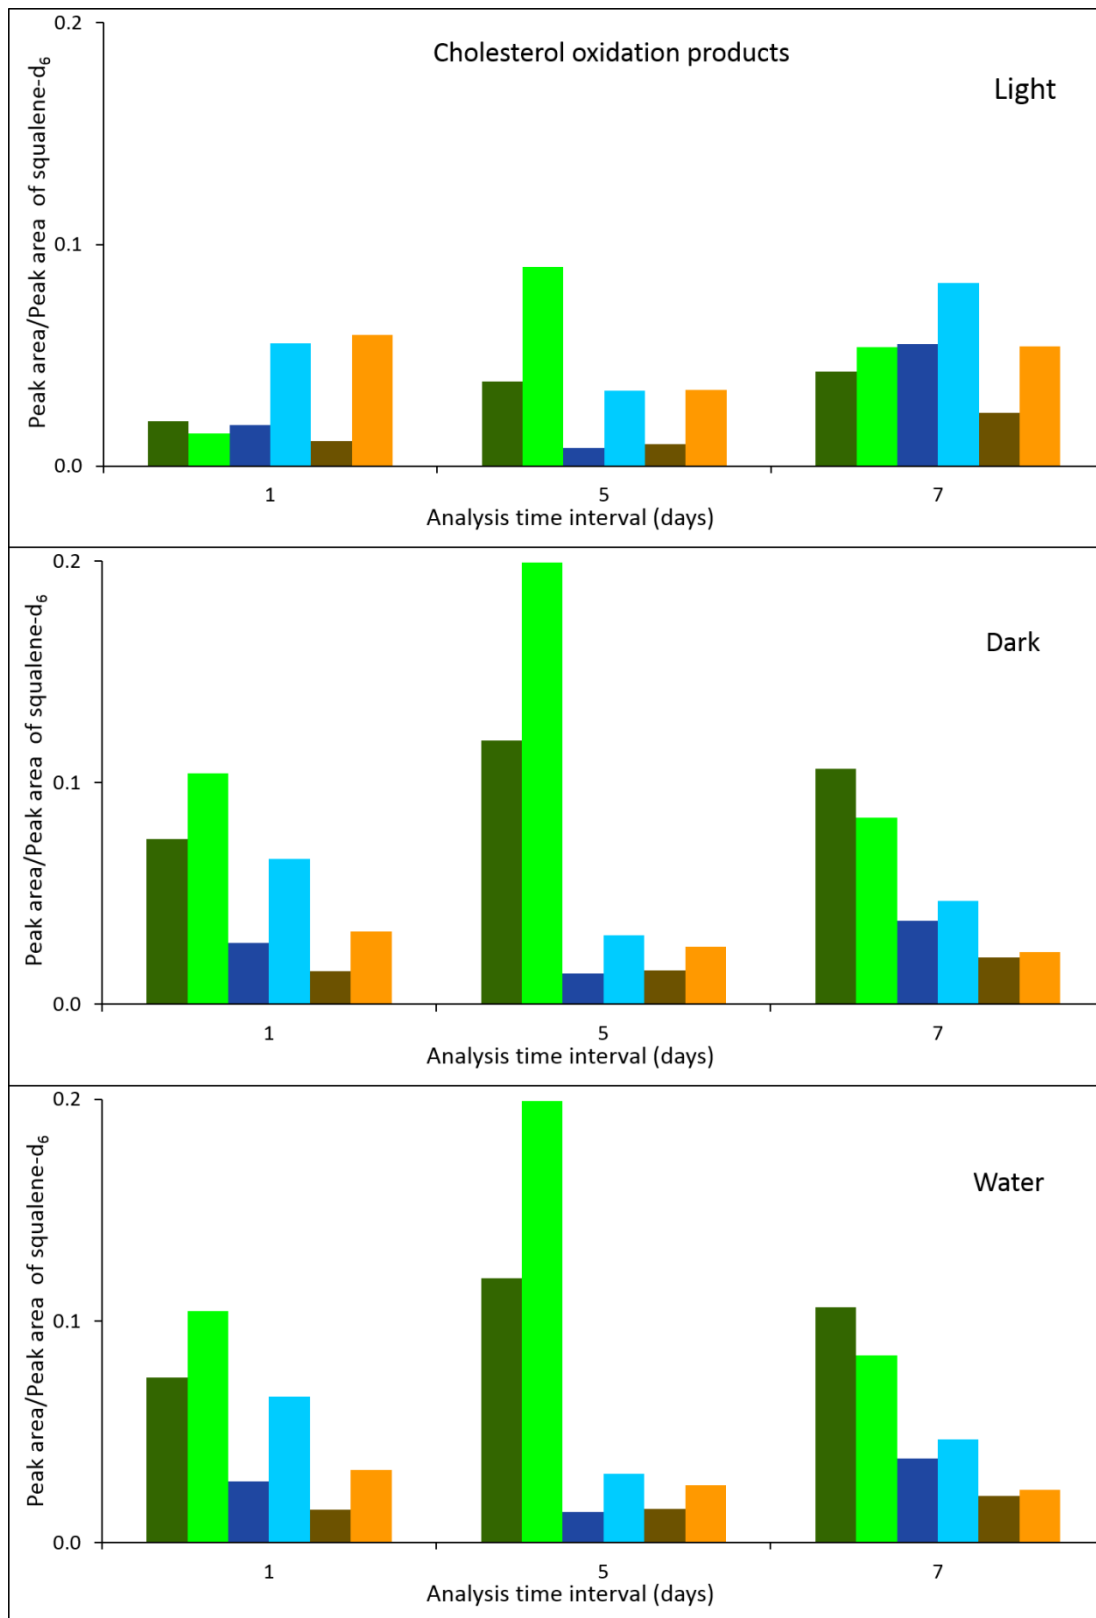 Cholesterol oxidation products
Light
Peak area/Peak area of squalene-d₆
0.2
0.1
0.0
1 5 7
Analysis time interval (days)
Dark
Peak area/Peak area of squalene-d₆
0.2
0.1
0.0
1 5 7
Analysis time interval (days)
Water
Peak area/Peak area of squalene-d₆
0.2
0.1
0.0
1 5 7
Analysis time interval (days)